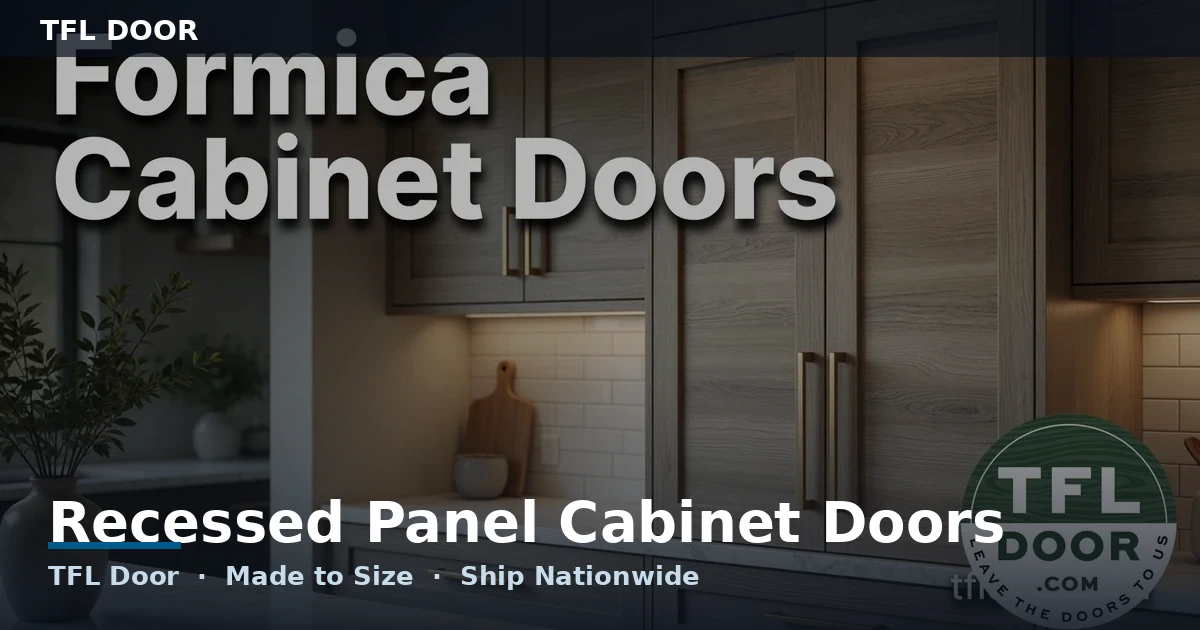 TFL DOOR
Formica
Cabinet Doors
Recessed Panel Cabinet Doors
TFL Door · Made to Size · Ship Nationwide
TFL
DOOR
.COM
LEAVE THE DOORS TO US